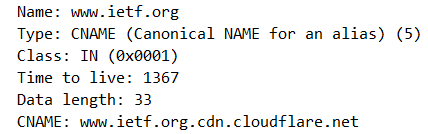 Name: www.ietf.org
Type: CNAME (Canonical NAME for an alias) (5)
Class: IN (0x0001)
Time to live: 1367
Data length: 33
CNAME: www.ietf.org.cdn.cloudflare.net